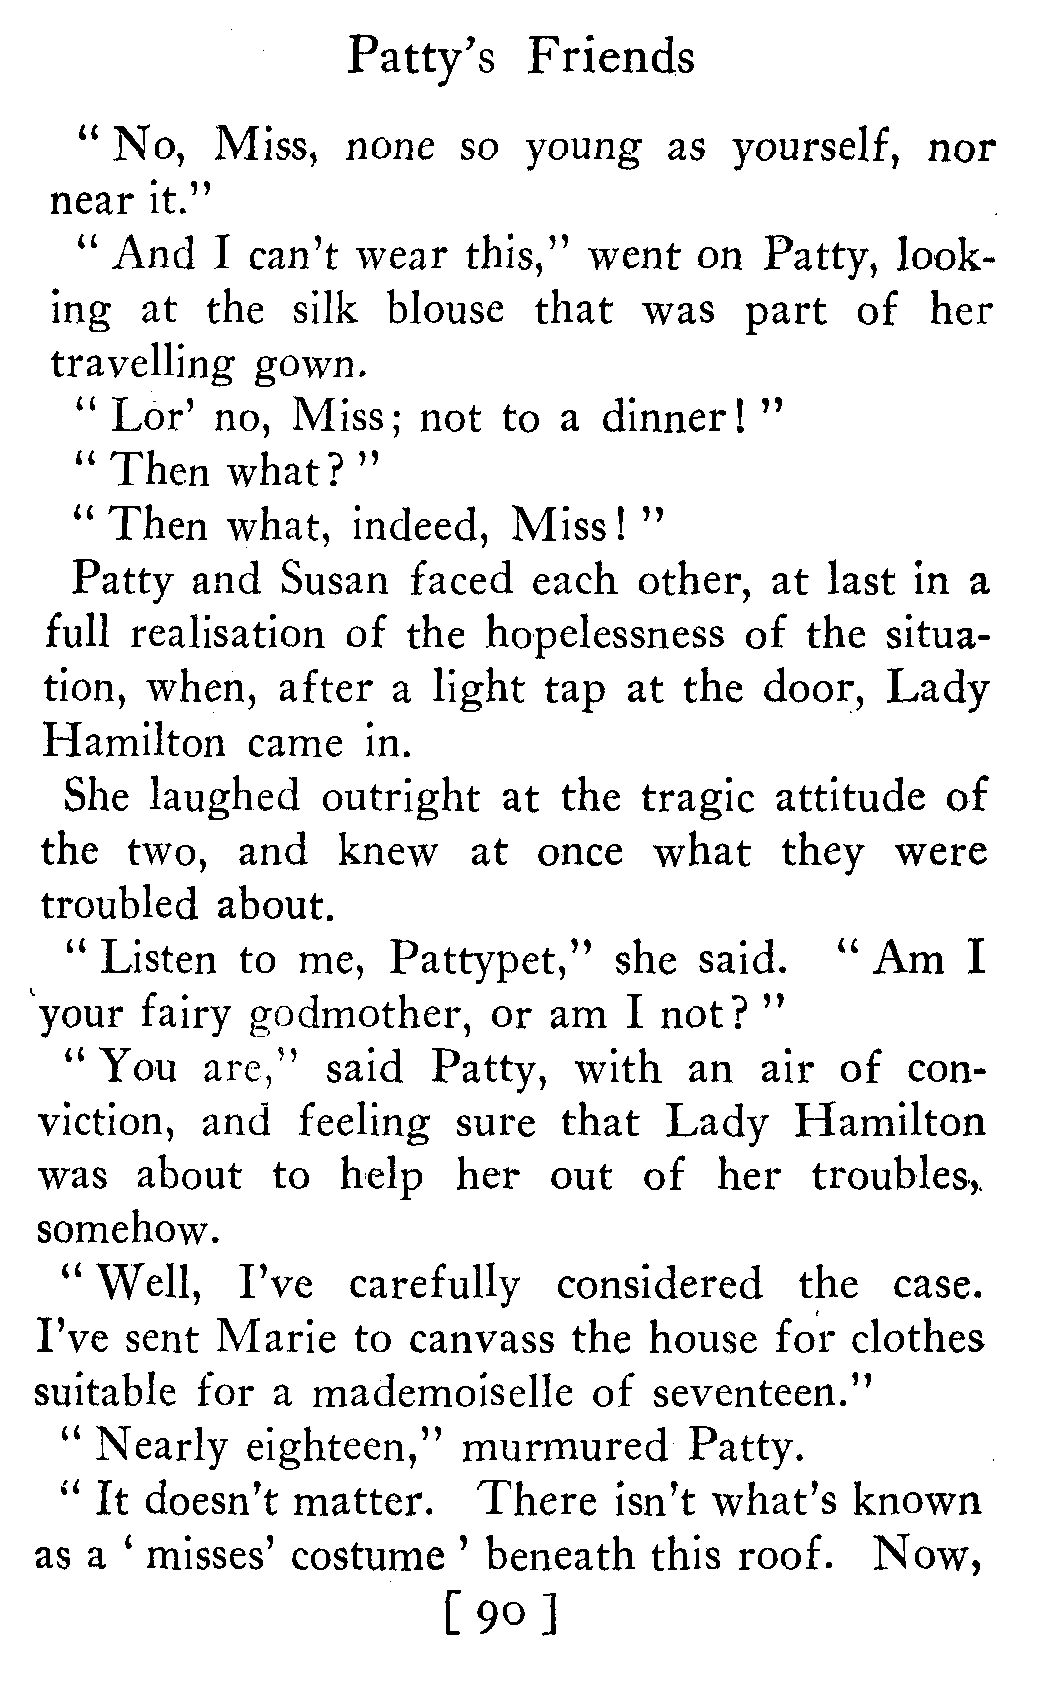 Patty's Friends
“ No, Miss, none so young as yourself, nor
near it.”
“ And I can't wear this,” went on Patty, look-
ing at the silk blouse that was part of her
travelling gown.
“ Lor' no, Miss; not to a dinner! ”
“ Then what? ”
“ Then what, indeed, Miss! ”
Patty and Susan faced each other, at last in a
full realisation of the hopelessness of the situa-
tion, when, after a light tap at the door, Lady
Hamilton came in.
She laughed outright at the tragic attitude of
the two, and knew at once what they were
troubled about.
“ Listen to me, Pattypet,” she said. “ Am I
your fairy godmother, or am I not? ”
“ You are,” said Patty, with an air of con-
viction, and feeling sure that Lady Hamilton
was about to help her out of her troubles,
somehow.
“ Well, I've carefully considered the case.
I've sent Marie to canvass the house for clothes
suitable for a mademoiselle of seventeen.”
“ Nearly eighteen,” murmured Patty.
“ It doesn't matter. There isn't what's known
as a ‘ misses' costume ’ beneath this roof. Now,
[ 90 ]